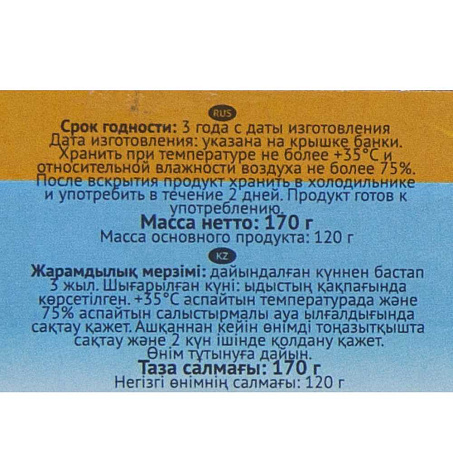 RUS
Срок годности: 3 года с даты изготовления
Дата изготовления: указана на крышке банки.
Хранить при температуре не более +35°С и
относительной влажности воздуха не более 75%.
После вскрытия продукт хранить в холодильнике
и употребить в течение 2 дней. Продукт готов к
употреблению.
Масса нетто: 170 г
Масса основного продукта: 120 г
KZ
Жарамдылық мерзімі: дайындалған күннен бастап
3 жыл. Шығарылған күні: ыдыстың қақпағында
көрсетілген. +35°С аспайтын температурада және
75% аспайтын салыстырмалы ауа ылғалдылығында
сақтау қажет. Ашқаннан кейін өнімді тоңазытқышта
сақтау және 2 күн ішінде қолдану қажет.
Өнім тұтынуға дайын.
Таза салмағы: 170 г
Негізгі өнімнің салмағы: 120 г